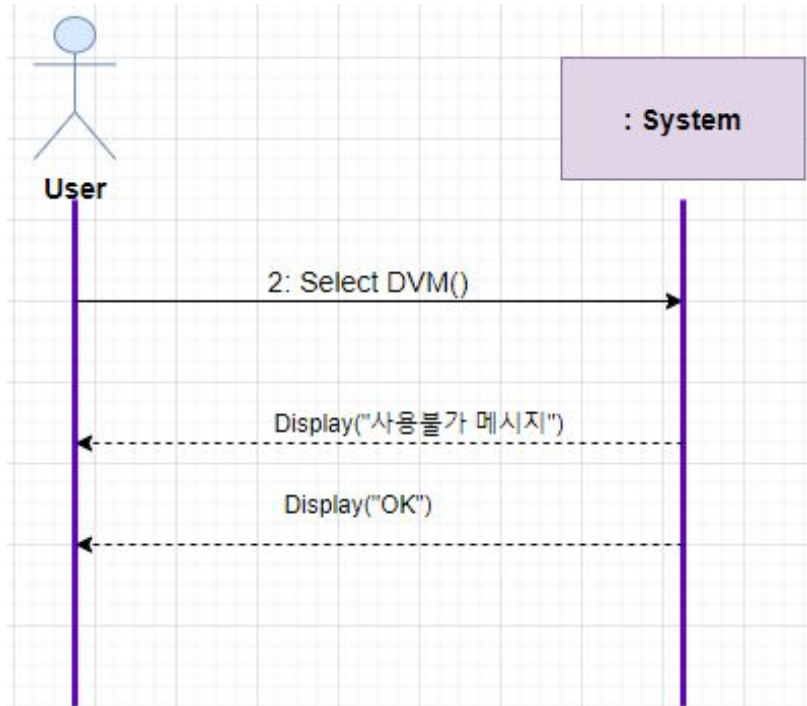 : System
User
2: Select DVM()
Display("사용불가 메시지")
Display("OK")